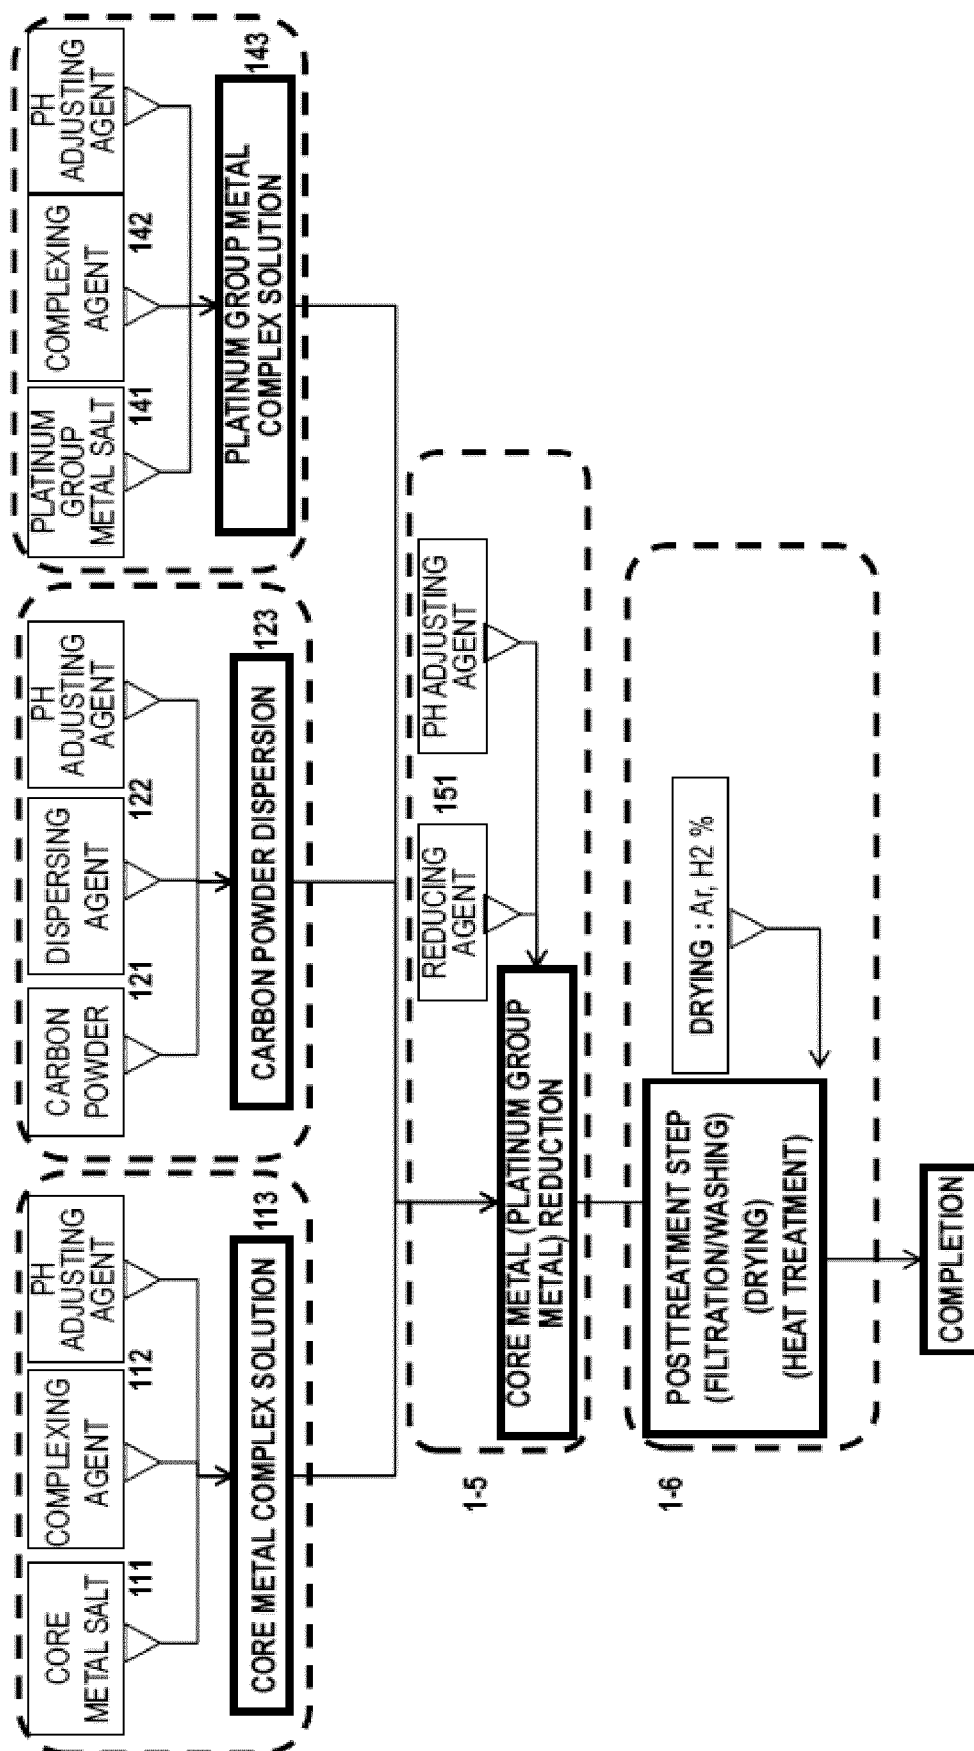 CORE
METAL SALT
111
COMPLEXING
AGENT
112
PH
ADJUSTING
AGENT
CORE METAL COMPLEX SOLUTION
113
CARBON
POWDER
121
DISPERSING
AGENT
122
PH
ADJUSTING
AGENT
CARBON POWDER DISPERSION
123
PLATINUM
GROUP
METAL SALT
141
COMPLEXING
AGENT
142
PH
ADJUSTING
AGENT
PLATINUM GROUP METAL
COMPLEX SOLUTION
143
1-5
REDUCING
AGENT
151
PH ADJUSTING
AGENT
CORE METAL (PLATINUM GROUP
METAL) REDUCTION
1-6
DRYING : Ar, H2 %
POSTTREATMENT STEP
(FILTRATION/WASHING)
(DRYING)
(HEAT TREATMENT)
COMPLETION